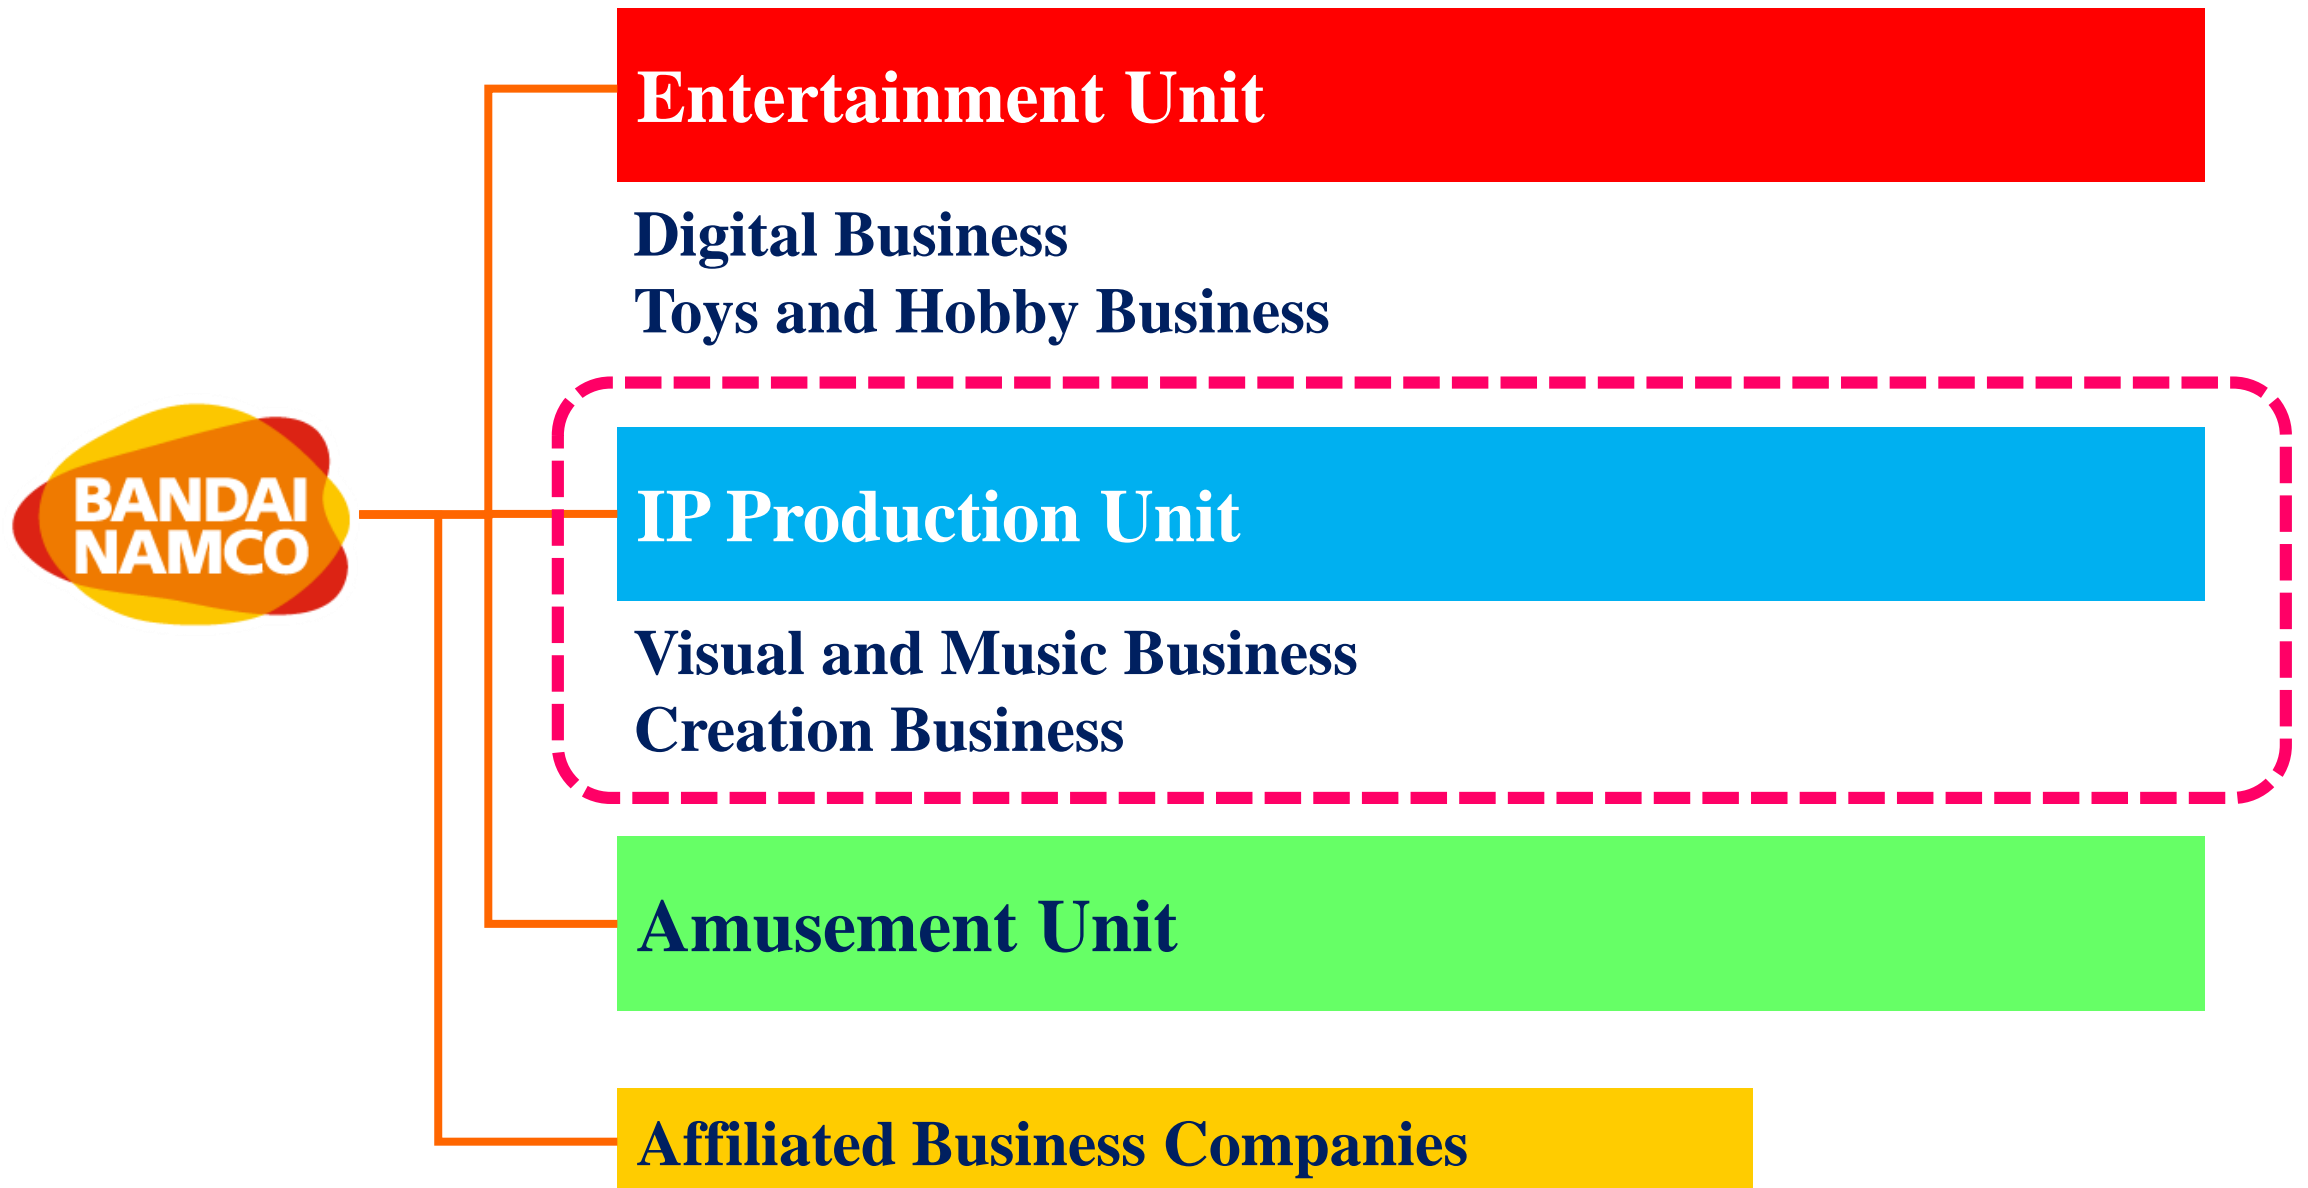 Entertainment Unit
Digital Business
Toys and Hobby Business
BANDAI
NAMCO
IP Production Unit
Visual and Music Business
Creation Business
Amusement Unit
Affiliated Business Companies